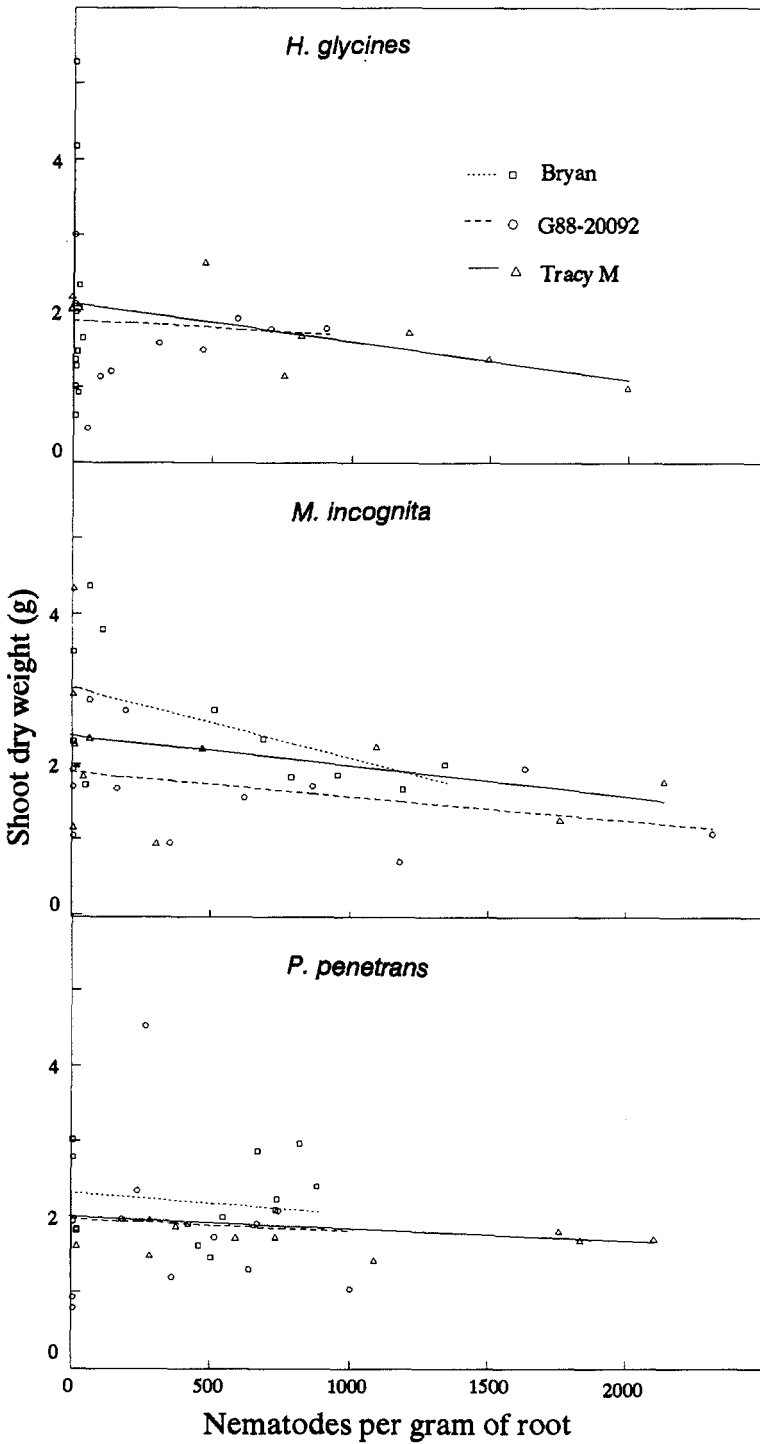 H. glycines
4
2
0
Bryan
G88-20092
Tracy M
M. incognita
4
2
0
Shoot dry weight (g)
P. penetrans
4
2
0
0 500 1000 1500 2000
Nematodes per gram of root